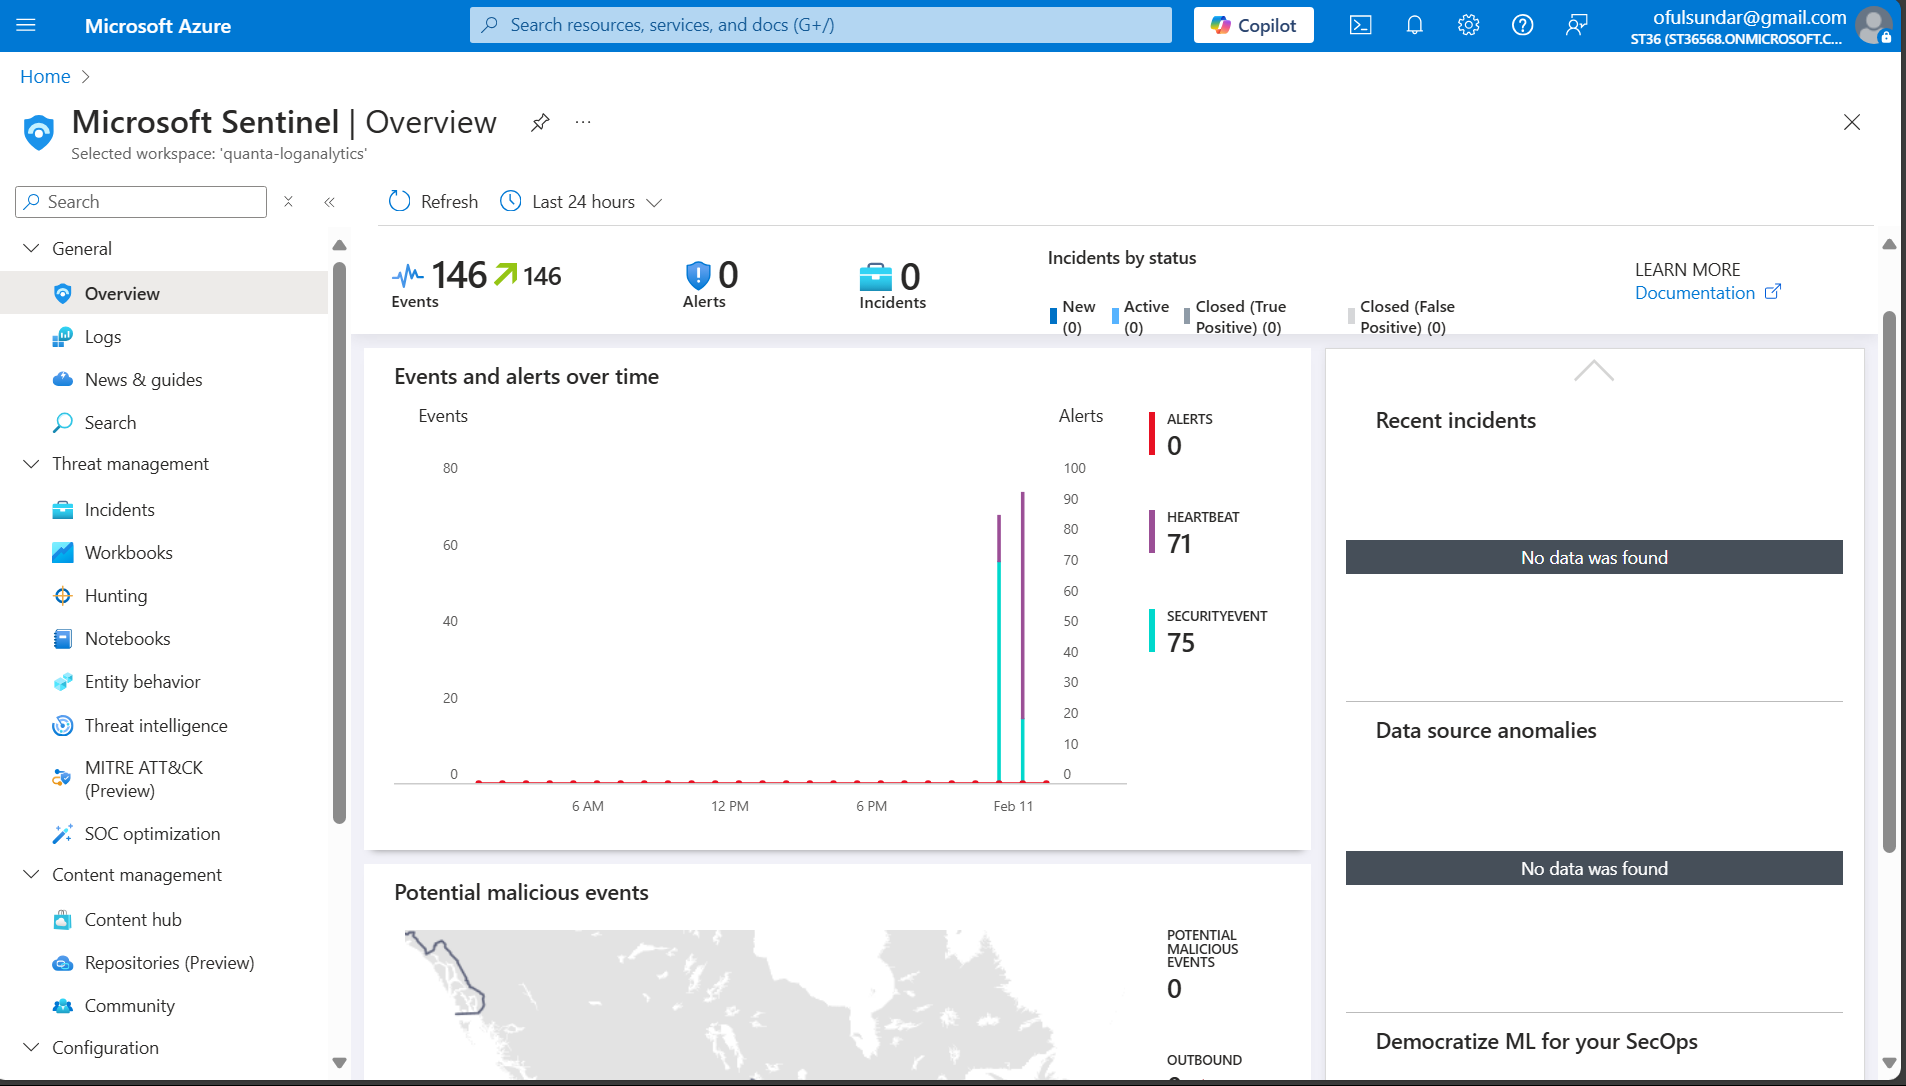 Microsoft Azure
Search resources, services, and docs (G+/)
Copilot
ofulsundar@gmail.com
ST36 (ST36568.ONMICROSOFT.C...
Home
Microsoft Sentinel | Overview
Selected workspace: 'quanta-loganalytics'
Search
General
Overview
Logs
News & guides
Search
Threat management
Incidents
Workbooks
Hunting
Notebooks
Entity behavior
Threat intelligence
MITRE ATT&CK
(Preview)
SOC optimization
Content management
Content hub
Repositories (Preview)
Community
Configuration
Refresh
Last 24 hours
146 146
Events
0
Alerts
0
Incidents
Incidents by status
New
(0)
Active
(0)
Closed (True
Positive) (0)
Closed (False
Positive) (0)
LEARN MORE
Documentation
Events and alerts over time
Events
Alerts
80
60
40
20
0
100
90
80
70
60
50
40
30
20
10
0
6 AM
12 PM
6 PM
Feb 11
ALERTS
0
HEARTBEAT
71
SECURITYEVENT
75
Potential malicious events
POTENTIAL
MALICIOUS
EVENTS
0
OUTBOUND
Recent incidents
No data was found
Data source anomalies
No data was found
Democratize ML for your SecOps